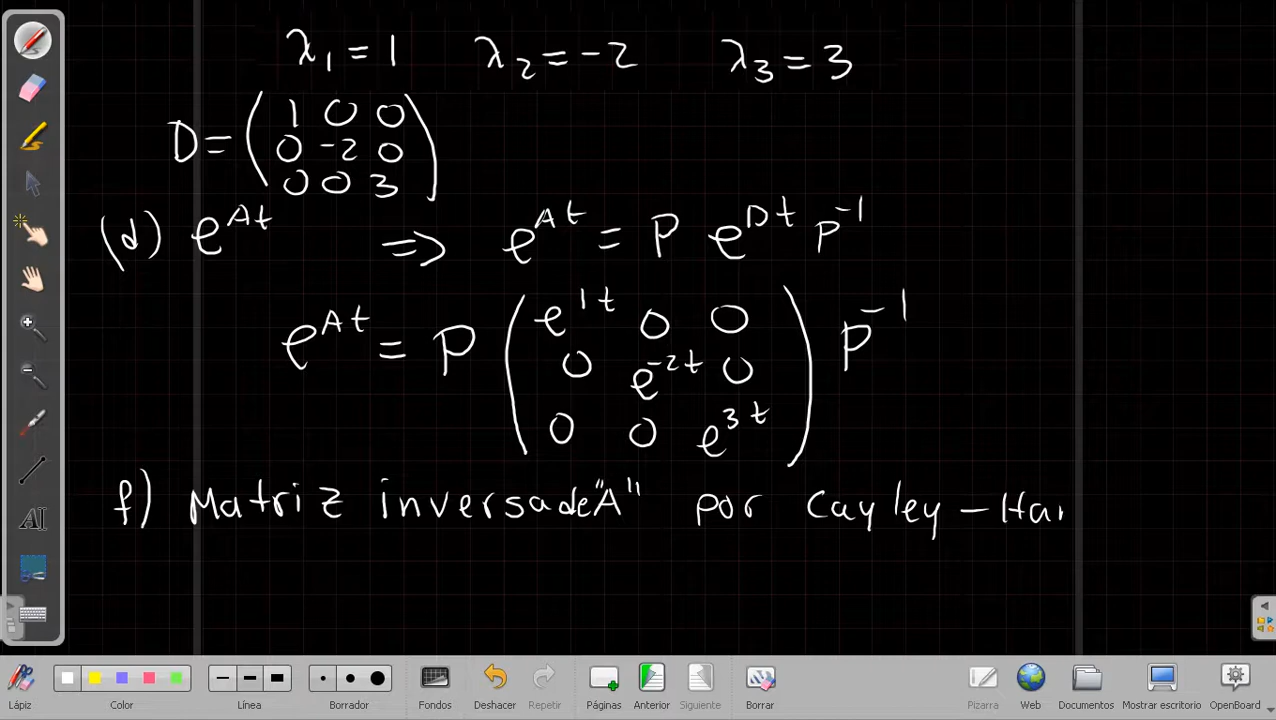 λ₁ = 1 λ₂ = -2 λ₃ = 3
D = ( 1 0 0
0 -2 0
0 0 3 )
(d) e^{At} ⇒ e^{At} = P e^{Dt} P^{-1}
e^{At} = P ( e^{1t} 0 0
0 e^{-2t} 0
0 0 e^{3t} ) P^{-1}
f) Matriz inversa de "A" por Cayley - Ha
Lápiz Color Línea Borrador Fondos Deshacer Rehacer Páginas Anterior Siguiente Borrar Pizarra Web Documentos Mostrar escritorio OpenBoard